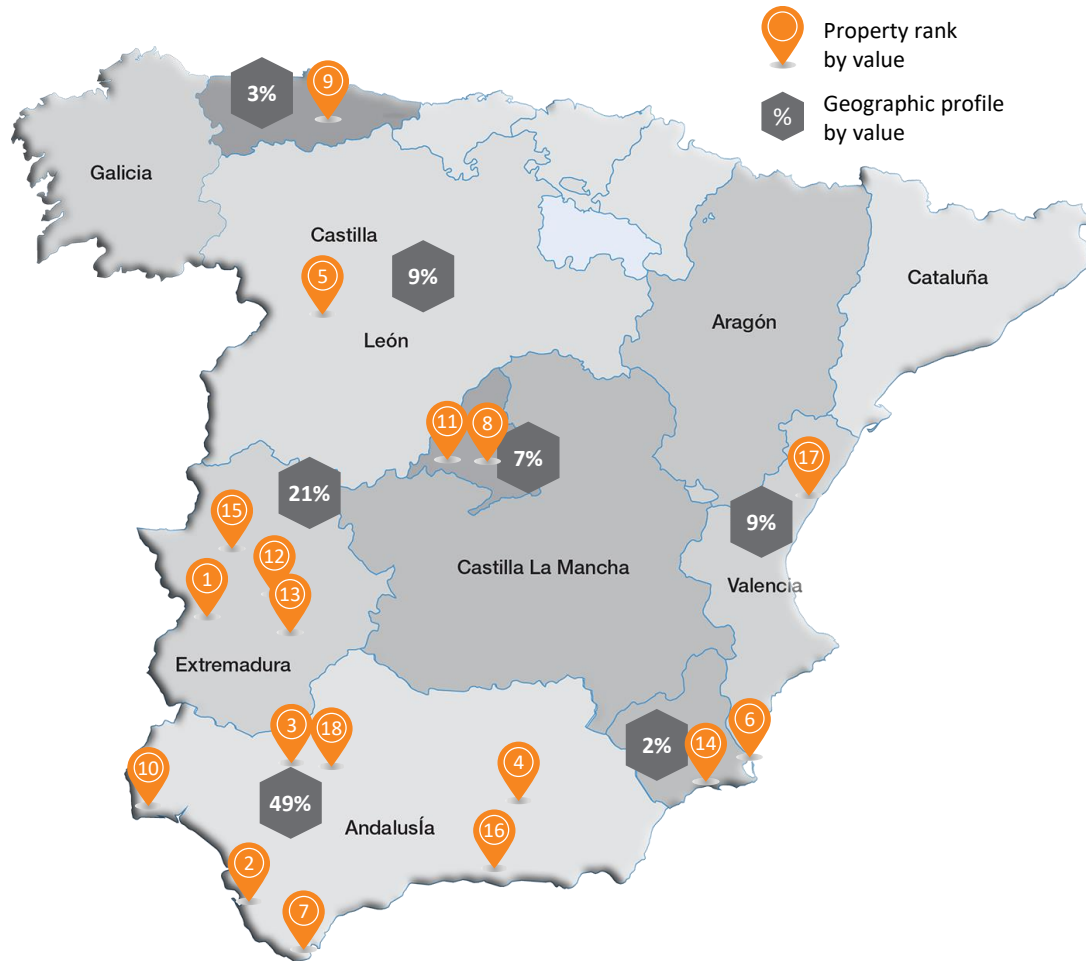 Property rank
by value
%
Geographic profile
by value
3%
9
Galicia
Castilla
5
9%
León
Cataluña
Aragón
11
8
7%
17
21%
9%
15
12
1
13
Castilla La Mancha
Valencia
Extremadura
3
18
6
2%
14
4
10
49%
16
Andalusía
2
7